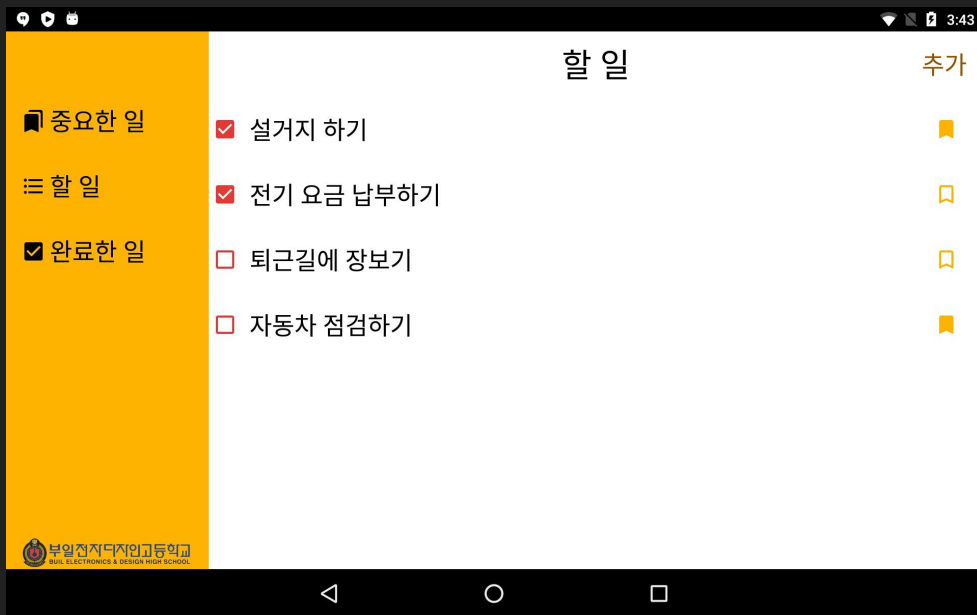 3:43
할 일
추가
중요한 일
할 일
완료한 일
설거지 하기
전기 요금 납부하기
퇴근길에 장보기
자동차 점검하기
부일전자디자인고등학교
BUIL ELECTRONICS & DESIGN HIGH SCHOOL